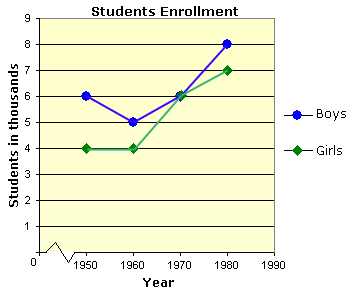 Students Enrollment
9
8
7
6
5
4
3
2
1
0
Students in thousands
1950 1960 1970 1980 1990
Year
Boys
Girls